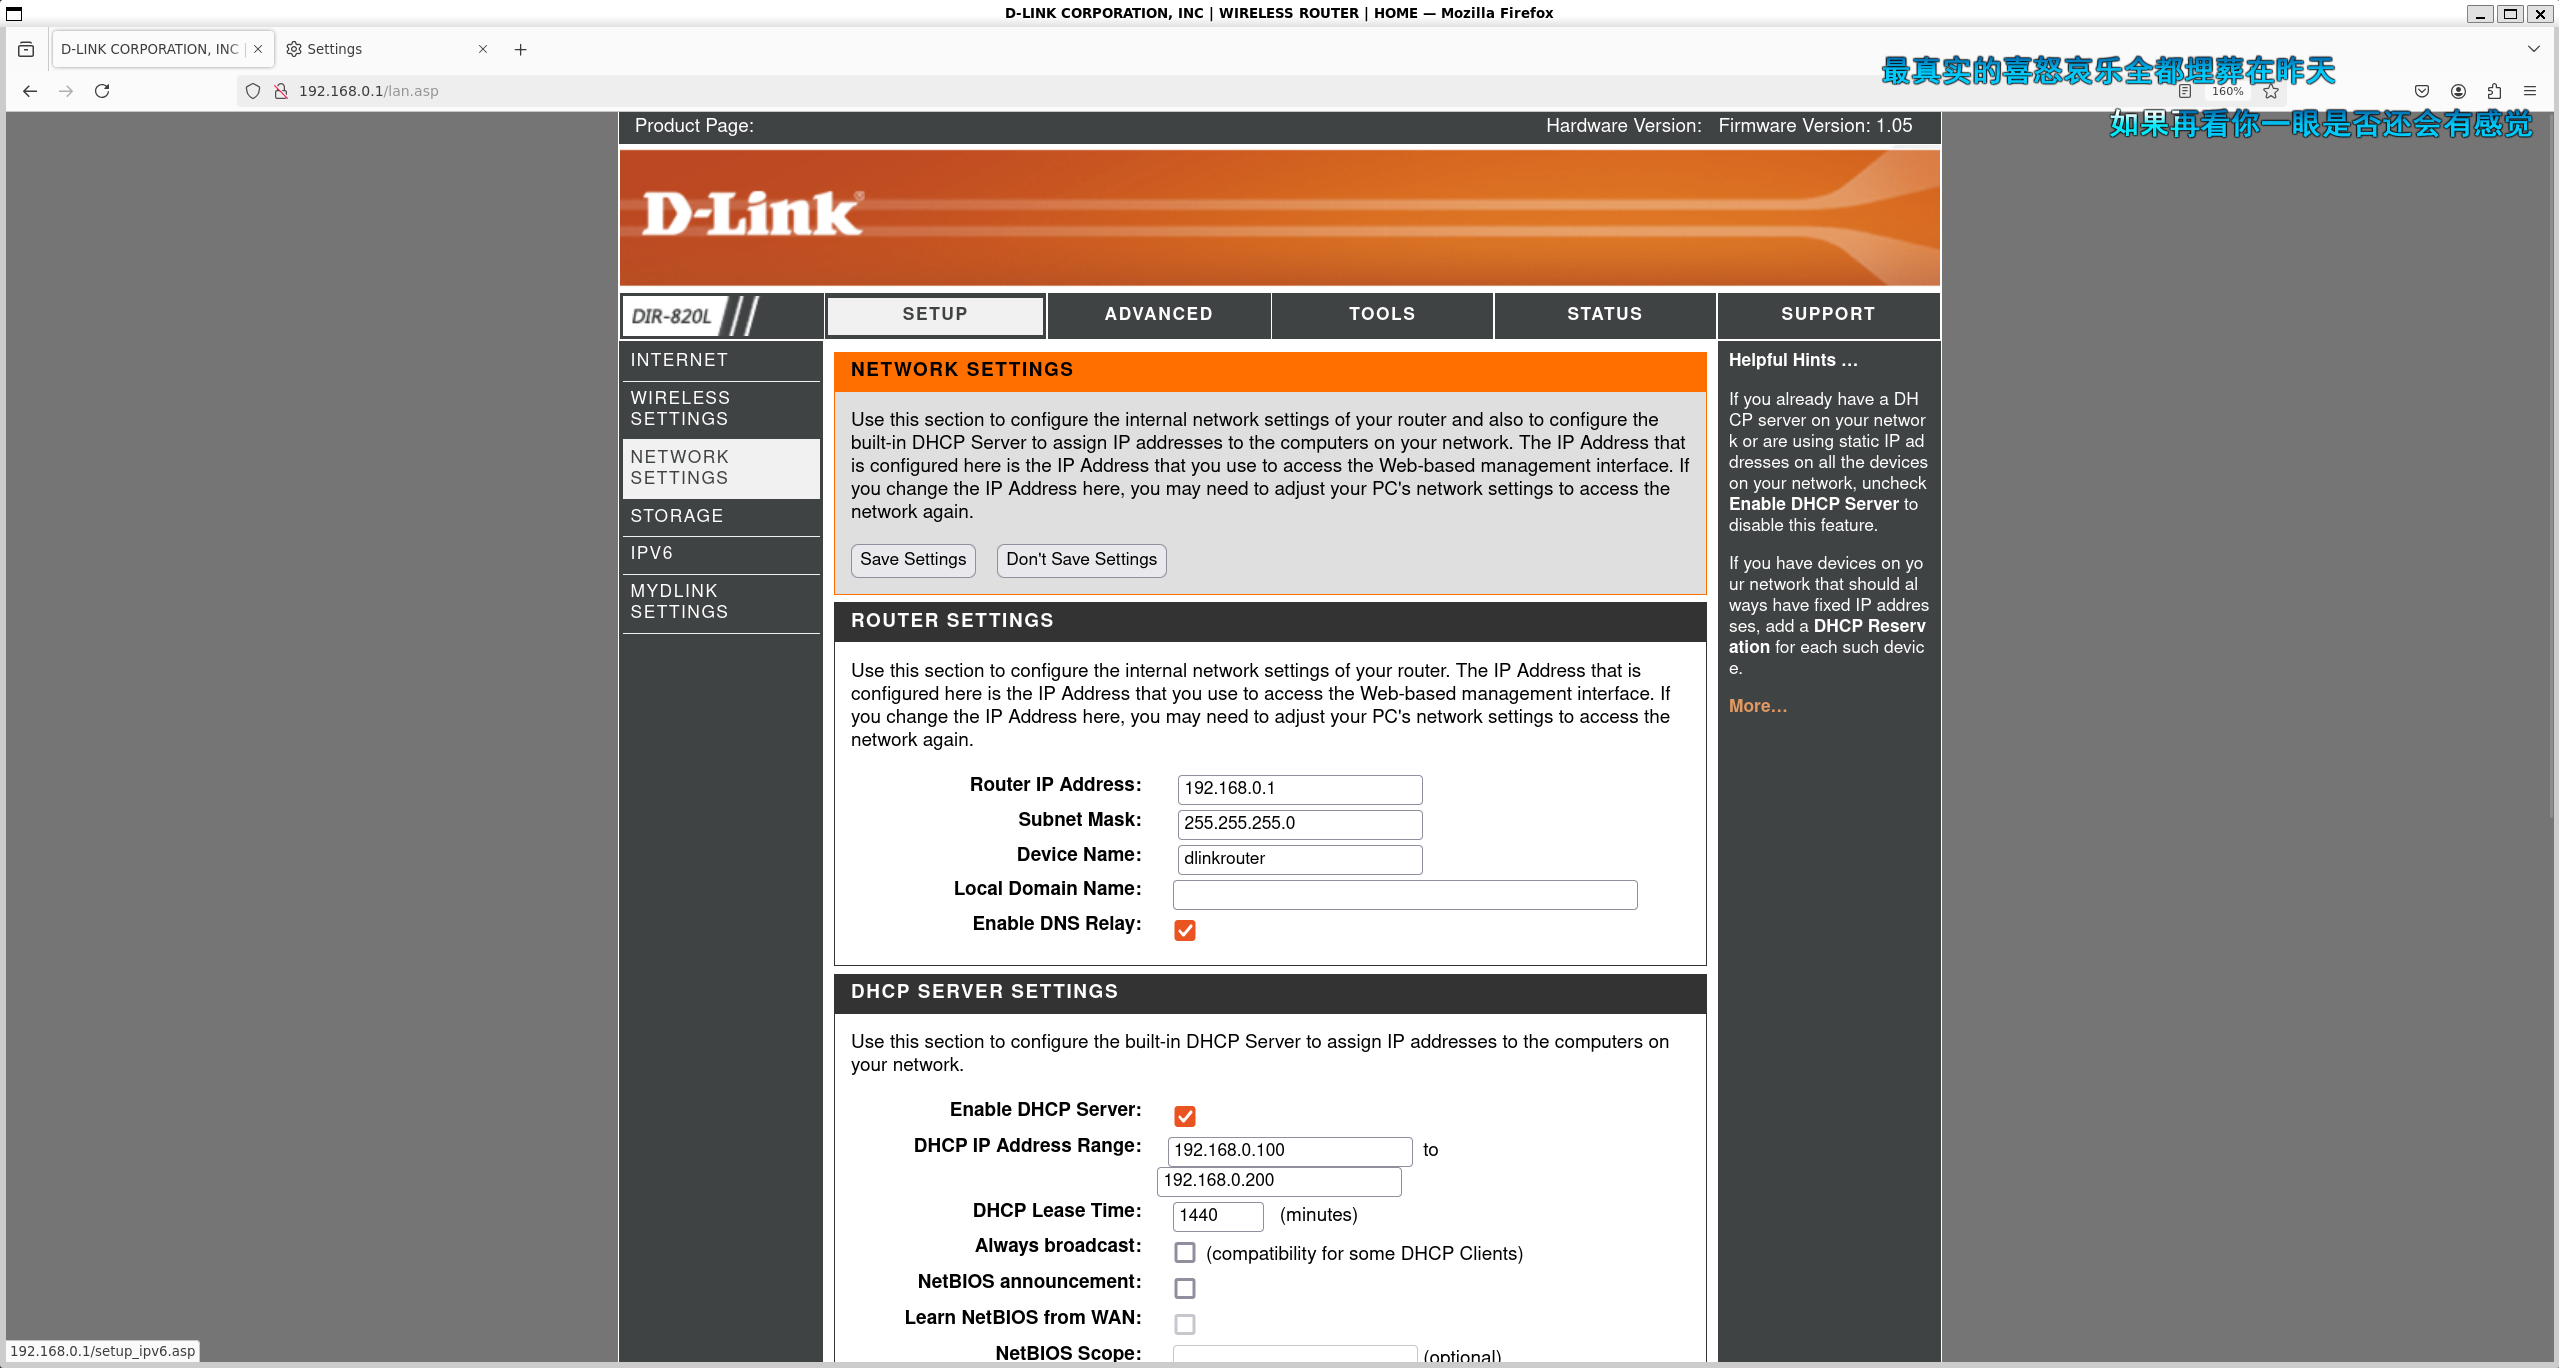 D-LINK CORPORATION, INC | WIRELESS ROUTER | HOME — Mozilla Firefox
D-LINK CORPORATION, INC |
Settings
192.168.0.1/lan.asp
160%
最真实的喜怒哀乐全都埋葬在昨天
如果再看你一眼是否还会有感觉
Product Page:
Hardware Version: Firmware Version: 1.05
D-Link
DIR-820L
SETUP
ADVANCED
TOOLS
STATUS
SUPPORT
INTERNET
WIRELESS
SETTINGS
NETWORK
SETTINGS
STORAGE
IPV6
MYDLINK
SETTINGS
NETWORK SETTINGS
Use this section to configure the internal network settings of your router and also to configure the
built-in DHCP Server to assign IP addresses to the computers on your network. The IP Address that
is configured here is the IP Address that you use to access the Web-based management interface. If
you change the IP Address here, you may need to adjust your PC's network settings to access the
network again.
Save Settings
Don't Save Settings
ROUTER SETTINGS
Use this section to configure the internal network settings of your router. The IP Address that is
configured here is the IP Address that you use to access the Web-based management interface. If
you change the IP Address here, you may need to adjust your PC's network settings to access the
network again.
Router IP Address: 192.168.0.1
Subnet Mask: 255.255.255.0
Device Name: dlinkrouter
Local Domain Name:
Enable DNS Relay:
DHCP SERVER SETTINGS
Use this section to configure the built-in DHCP Server to assign IP addresses to the computers on
your network.
Enable DHCP Server:
DHCP IP Address Range: 192.168.0.100 to
192.168.0.200
DHCP Lease Time: 1440 (minutes)
Always broadcast: (compatibility for some DHCP Clients)
NetBIOS announcement:
Learn NetBIOS from WAN:
NetBIOS Scope: (optional)
Helpful Hints …
If you already have a DH
CP server on your networ
k or are using static IP ad
dresses on all the devices
on your network, uncheck
Enable DHCP Server to
disable this feature.
If you have devices on yo
ur network that should al
ways have fixed IP addres
ses, add a DHCP Reserv
ation for each such devic
e.
More…
192.168.0.1/setup_ipv6.asp